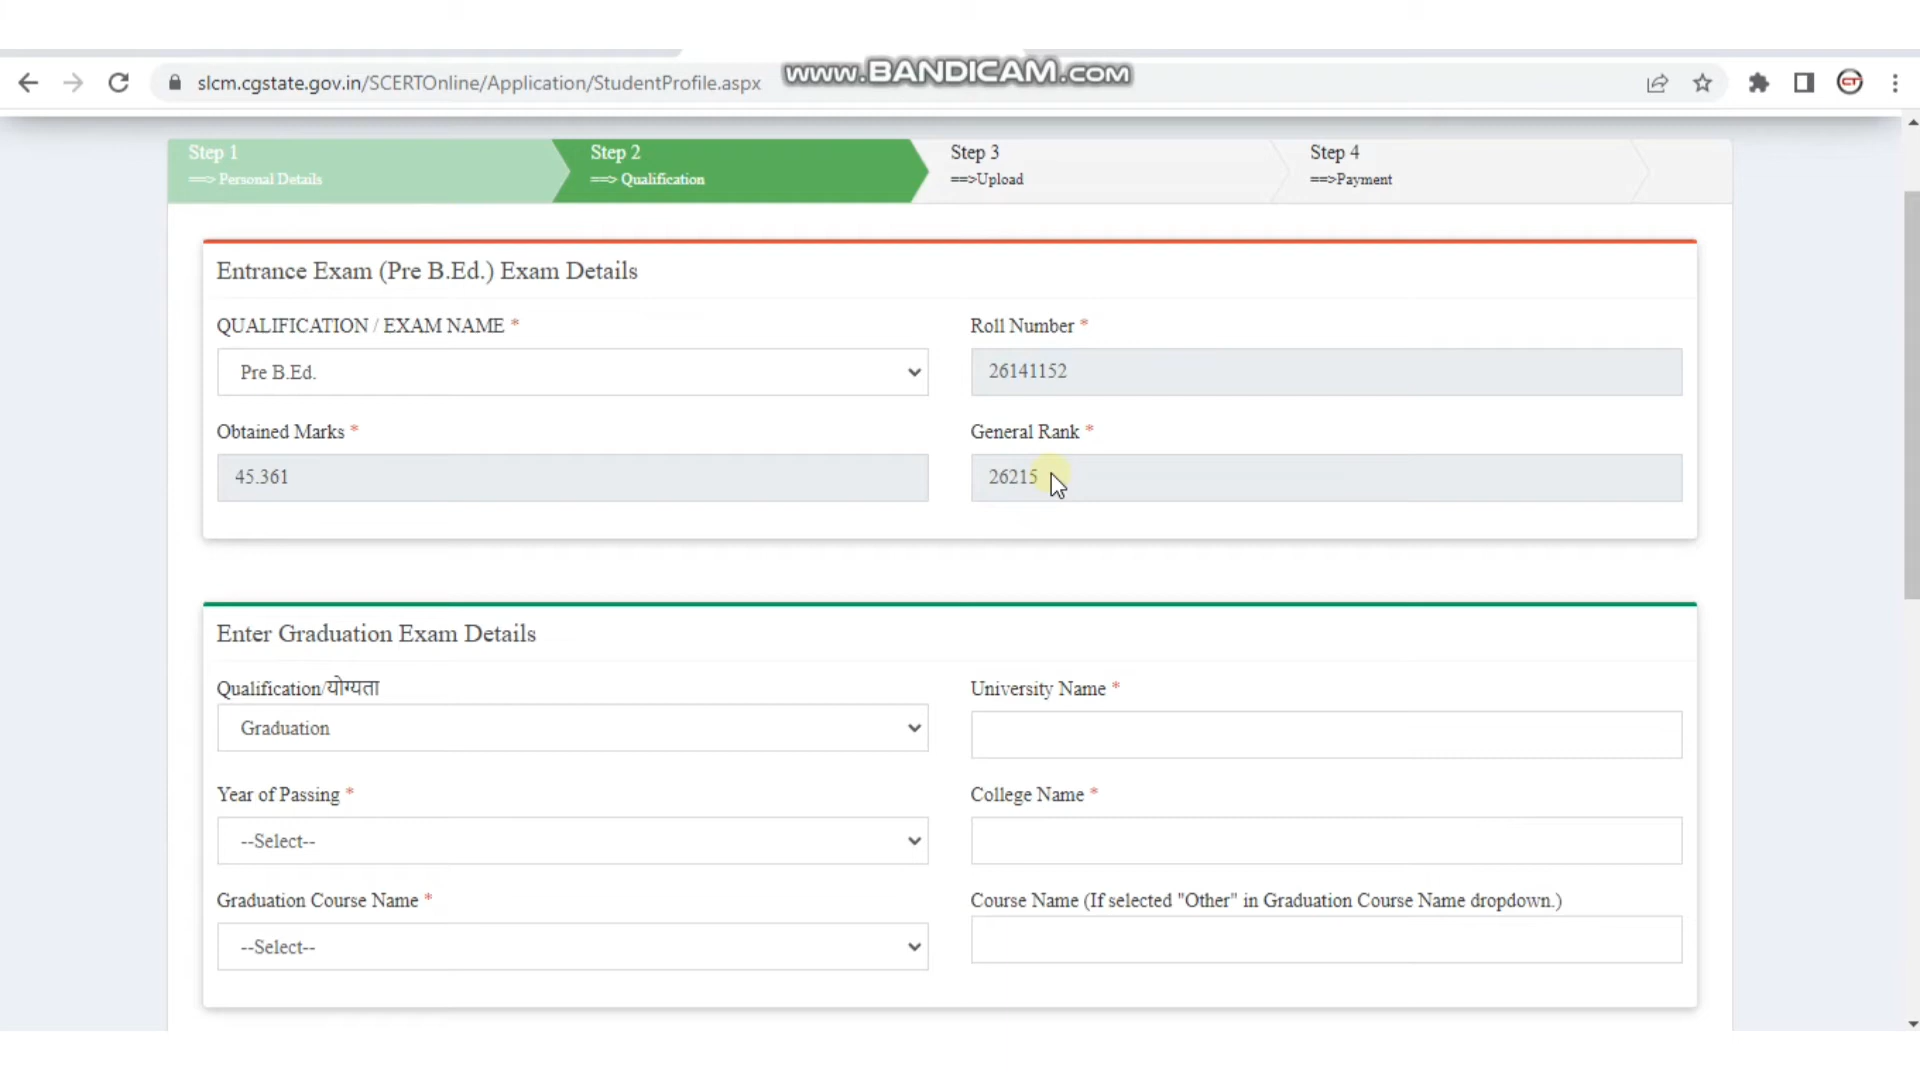 slcm.cgstate.gov.in/SCERTOnline/Application/StudentProfile.aspx
www.BANDICAM.com
Step 1
==> Personal Details
Step 2
==> Qualification
Step 3
==>Upload
Step 4
==>Payment
Entrance Exam (Pre B.Ed.) Exam Details
QUALIFICATION / EXAM NAME *
Roll Number *
Pre B.Ed.
26141152
Obtained Marks *
General Rank *
45.361
26215
Enter Graduation Exam Details
Qualification/योग्यता
University Name *
Graduation
Year of Passing *
College Name *
--Select--
Graduation Course Name *
Course Name (If selected "Other" in Graduation Course Name dropdown.)
--Select--